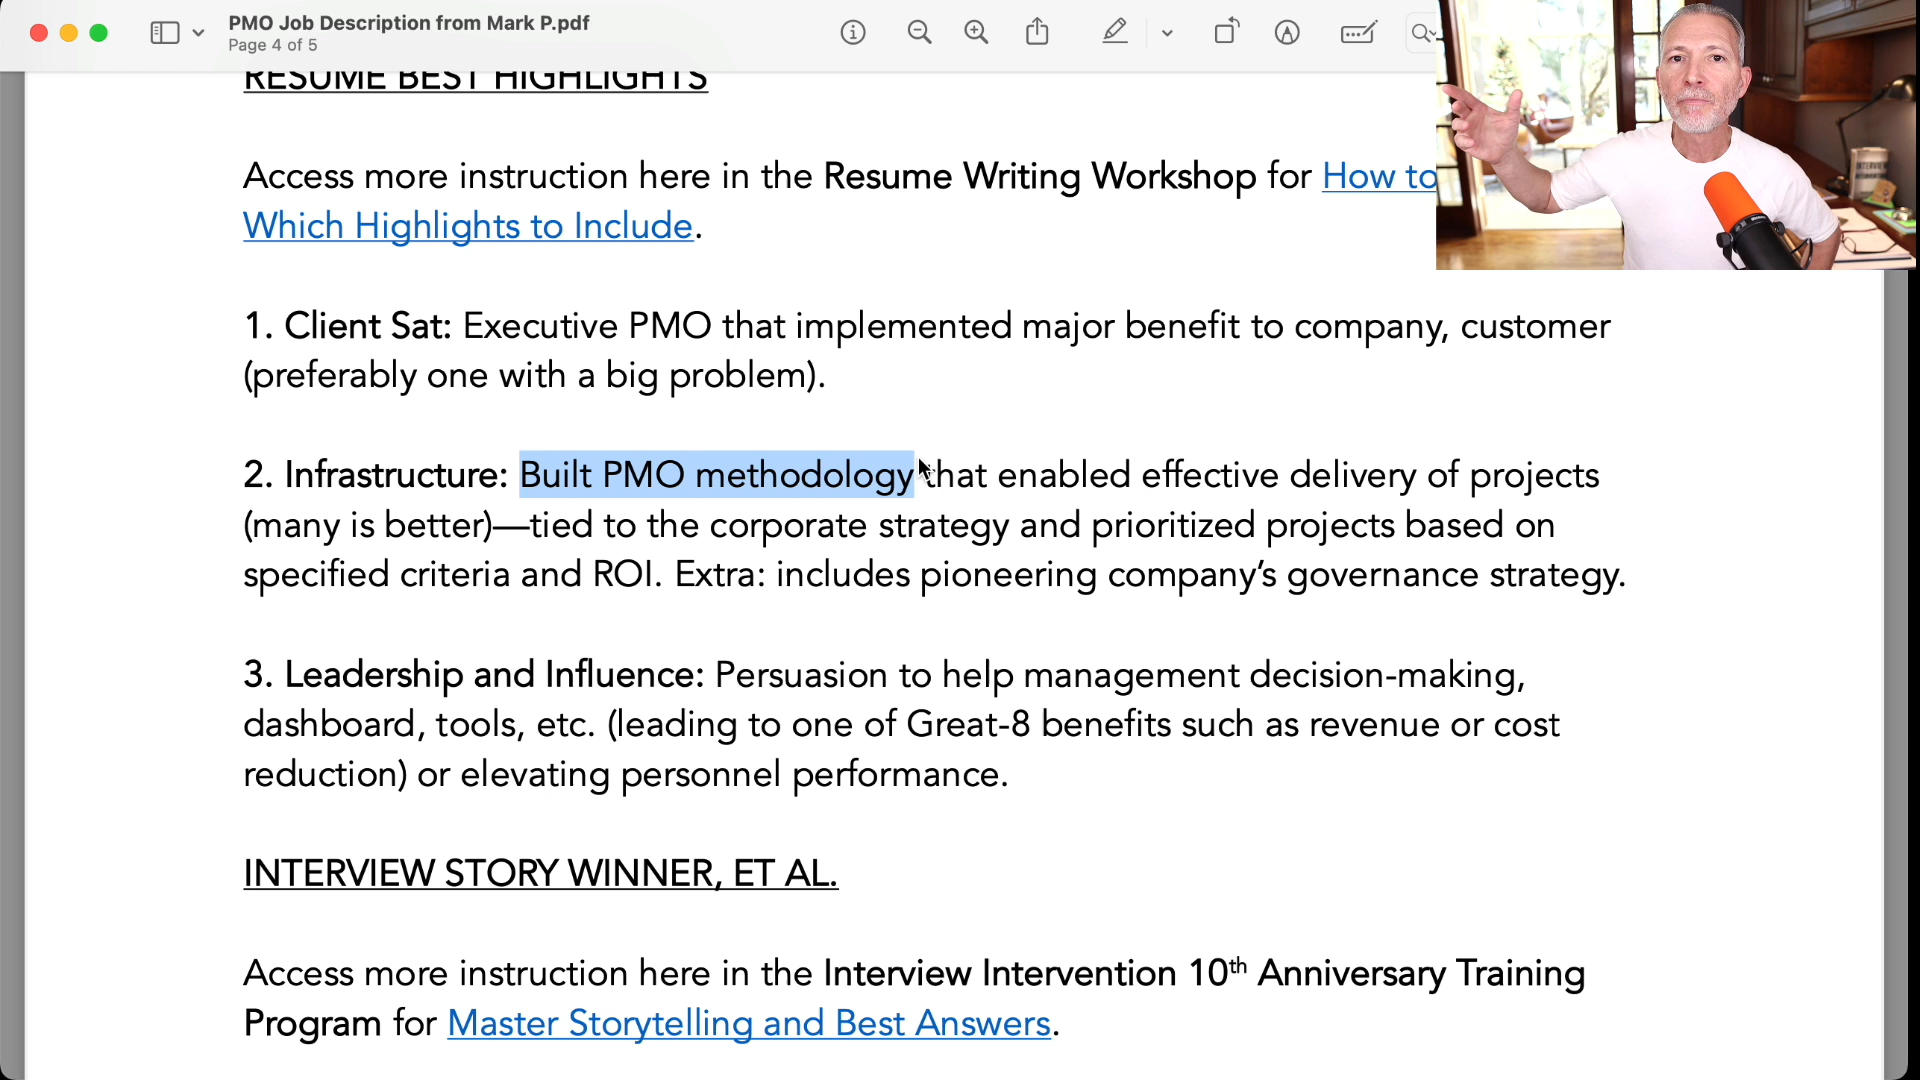 PMO Job Description from Mark P.pdf
Page 4 of 5
RESUME BEST HIGHLIGHTS
Access more instruction here in the Resume Writing Workshop for How to
Which Highlights to Include.
1. Client Sat: Executive PMO that implemented major benefit to company, customer
(preferably one with a big problem).
2. Infrastructure: Built PMO methodology that enabled effective delivery of projects
(many is better)—tied to the corporate strategy and prioritized projects based on
specified criteria and ROI. Extra: includes pioneering company’s governance strategy.
3. Leadership and Influence: Persuasion to help management decision-making,
dashboard, tools, etc. (leading to one of Great-8 benefits such as revenue or cost
reduction) or elevating personnel performance.
INTERVIEW STORY WINNER, ET AL.
Access more instruction here in the Interview Intervention 10th Anniversary Training
Program for Master Storytelling and Best Answers.